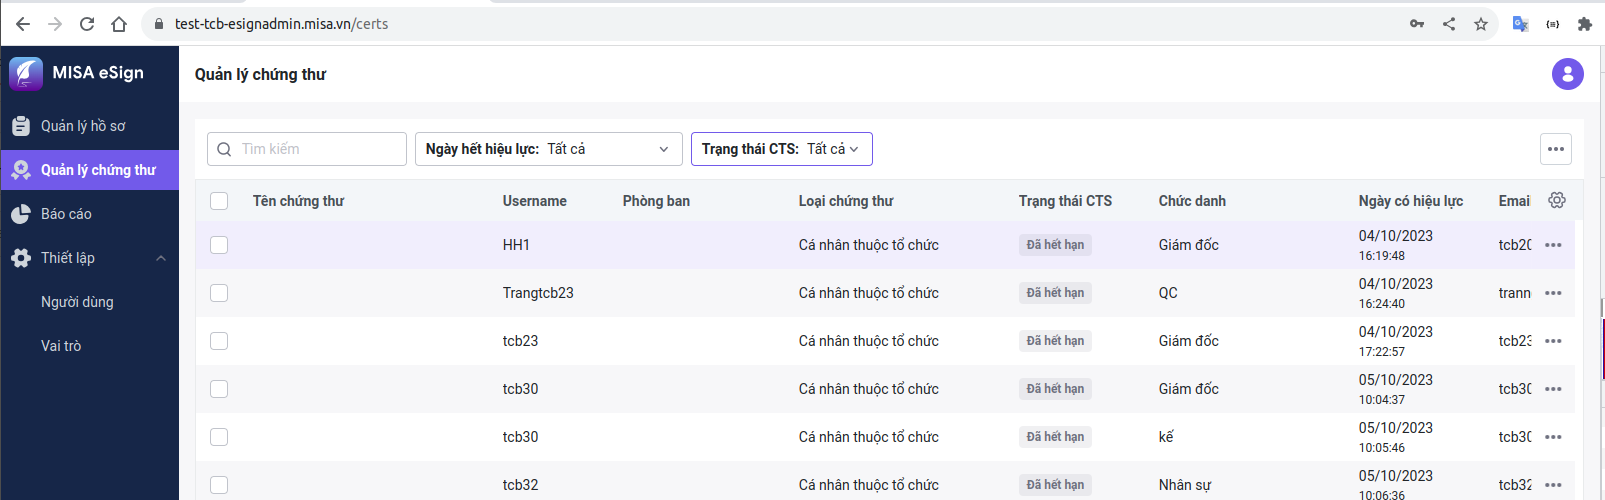 test-tcb-esignadmin.misa.vn/certs
MISA eSign
Quản lý chứng thư
Quản lý hồ sơ
Quản lý chứng thư
Báo cáo
Thiết lập
Người dùng
Vai trò
Tìm kiếm
Ngày hết hiệu lực: Tất cả
Trạng thái CTS: Tất cả
Tên chứng thư Username Phòng ban Loại chứng thư Trạng thái CTS Chức danh Ngày có hiệu lực Email
HH1 Cá nhân thuộc tổ chức Đã hết hạn Giám đốc 04/10/2023 16:19:48 tcb20
Trangtcb23 Cá nhân thuộc tổ chức Đã hết hạn QC 04/10/2023 16:24:40 trann
tcb23 Cá nhân thuộc tổ chức Đã hết hạn Giám đốc 04/10/2023 17:22:57 tcb23
tcb30 Cá nhân thuộc tổ chức Đã hết hạn Giám đốc 05/10/2023 10:04:37 tcb30
tcb30 Cá nhân thuộc tổ chức Đã hết hạn kế 05/10/2023 10:05:46 tcb30
tcb32 Cá nhân thuộc tổ chức Đã hết hạn Nhân sự 05/10/2023 10:06:36 tcb32